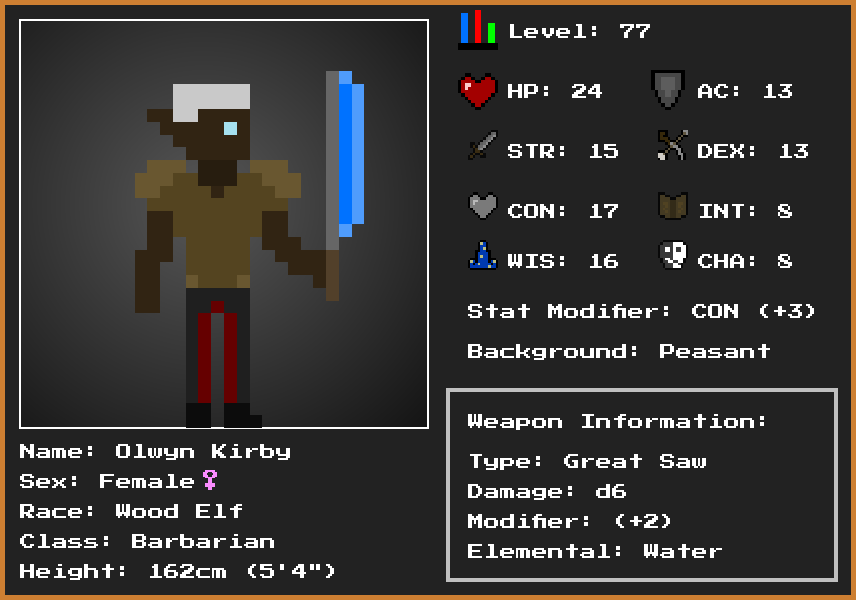 Level: 77
HP: 24 AC: 13
STR: 15 DEX: 13
CON: 17 INT: 8
WIS: 16 CHA: 8
Stat Modifier: CON (+3)
Background: Peasant
Weapon Information:
Type: Great Saw
Damage: d6
Modifier: (+2)
Elemental: Water
Name: Olwyn Kirby
Sex: Female♀
Race: Wood Elf
Class: Barbarian
Height: 162cm (5'4")